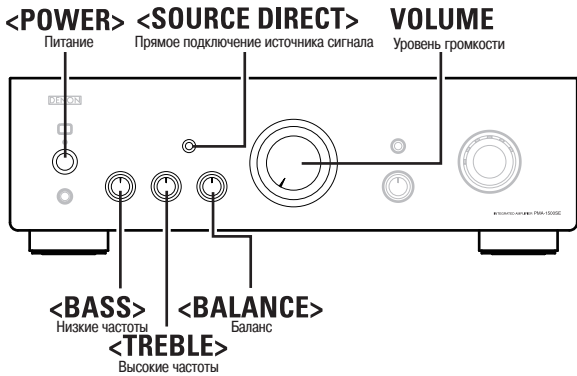 <POWER>
Питание
<SOURCE DIRECT>
Прямое подключение источника сигнала
VOLUME
Уровень громкости
DENON
INTEGRATED AMPLIFIER PMA-1500SE
<BASS>
Низкие частоты
<BALANCE>
Баланс
<TREBLE>
Высокие частоты